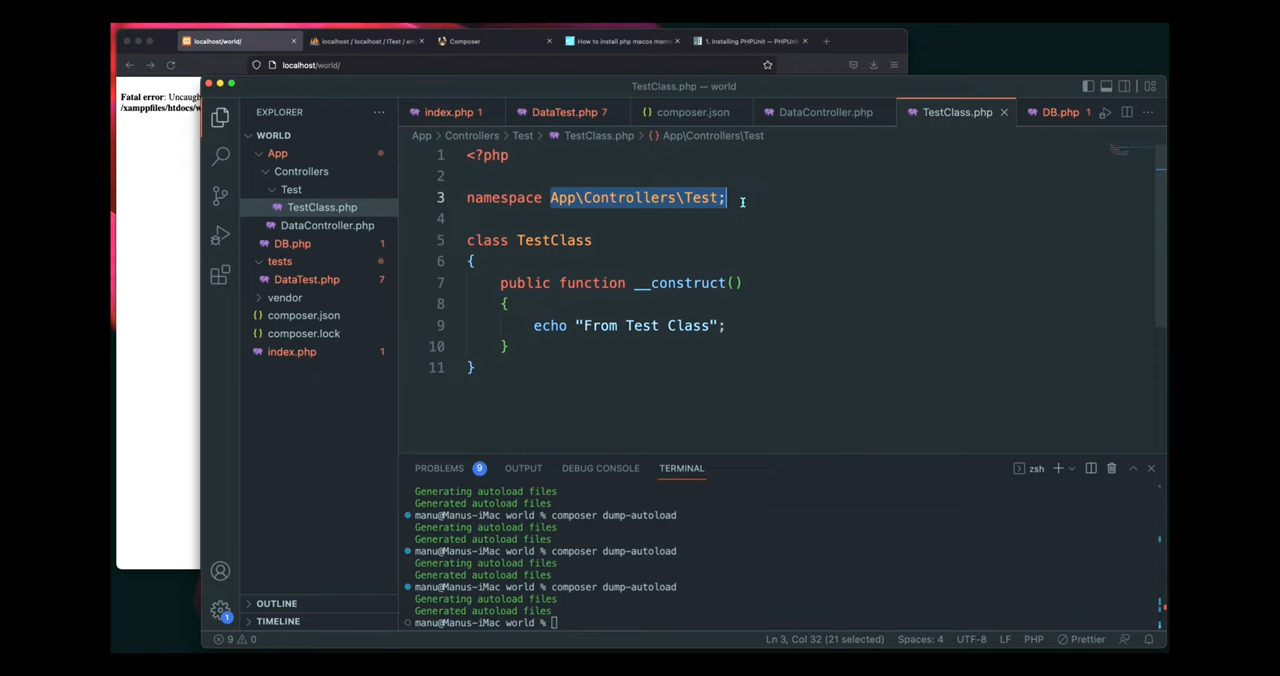 localhost/world/
localhost / localhost / ITest / em
Composer
How to install php macos mont
1. Installing PHPUnit — PHPUni
localhost/world/
Fatal error: Uncaugh
/xamppfiles/htdocs/w
TestClass.php — world
EXPLORER
WORLD
App
Controllers
Test
TestClass.php
DataController.php
DB.php 1
tests
DataTest.php 7
vendor
{} composer.json
{} composer.lock
index.php 1
OUTLINE
TIMELINE
index.php 1
DataTest.php 7
{} composer.json
DataController.php
TestClass.php
DB.php 1
App > Controllers > Test > TestClass.php > {} App\Controllers\Test
1 <?php
2
3 namespace App\Controllers\Test;
4
5 class TestClass
6 {
7 public function __construct()
8 {
9 echo "From Test Class";
10 }
11 }
PROBLEMS 9 OUTPUT DEBUG CONSOLE TERMINAL
zsh
Generating autoload files
Generated autoload files
manu@Manus-iMac world % composer dump-autoload
Generating autoload files
Generated autoload files
manu@Manus-iMac world % composer dump-autoload
Generating autoload files
Generated autoload files
manu@Manus-iMac world % composer dump-autoload
Generating autoload files
Generated autoload files
manu@Manus-iMac world %
1
9 0
Ln 3, Col 32 (21 selected) Spaces: 4 UTF-8 LF PHP Prettier